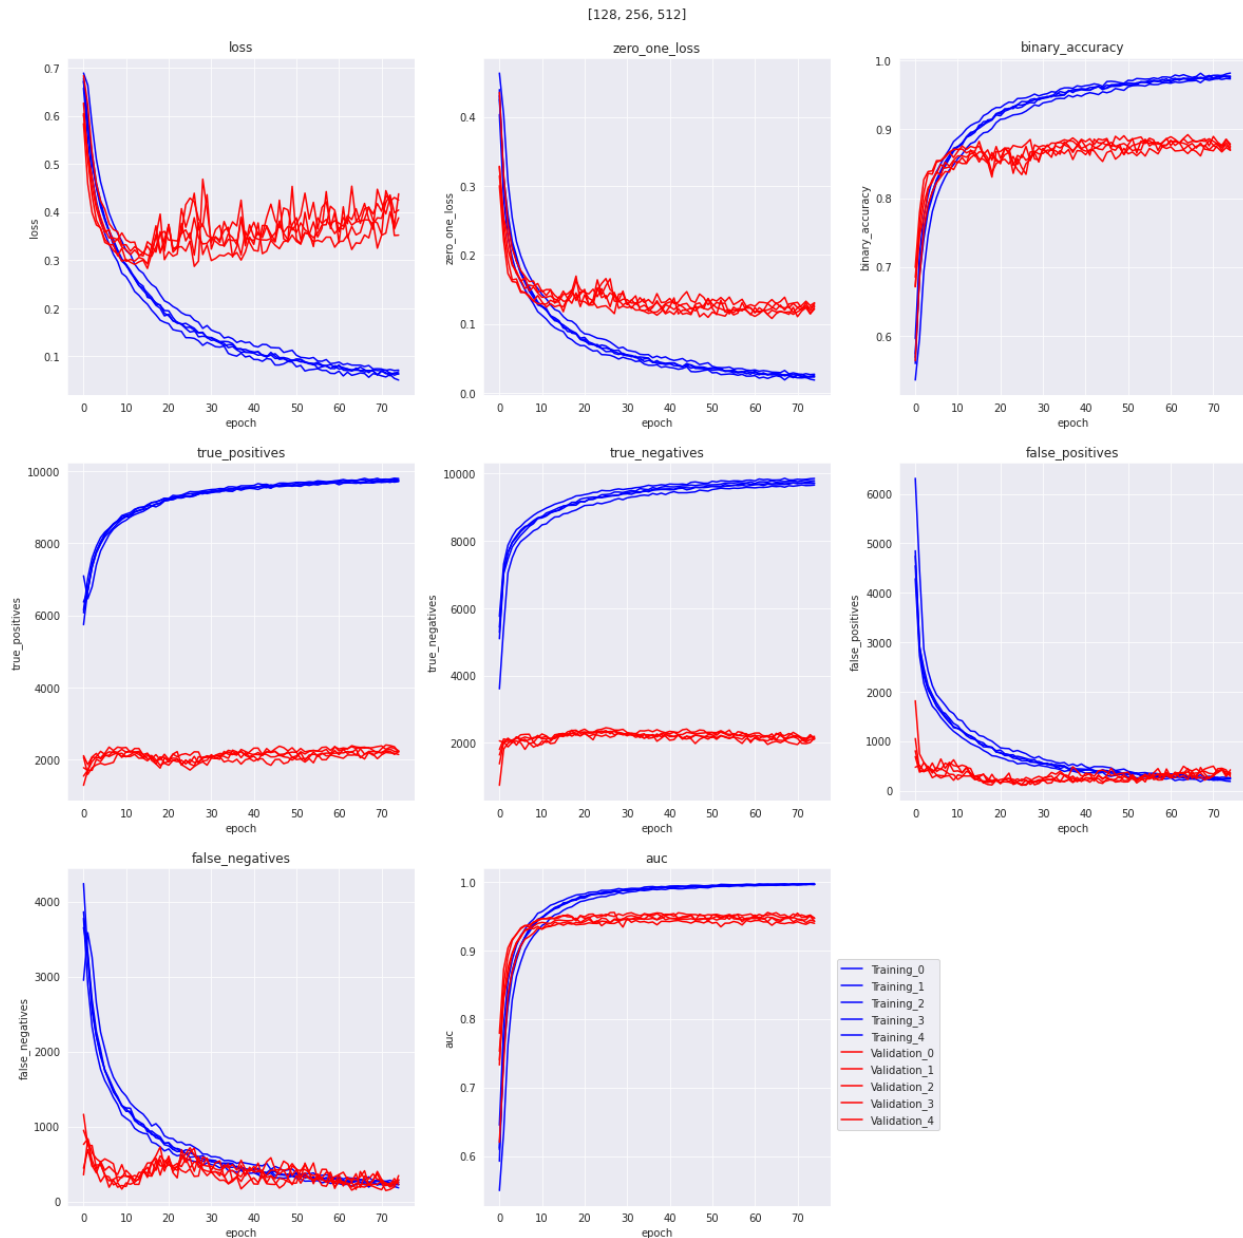 [128, 256, 512]
loss
zero_one_loss
binary_accuracy
loss
0.7
0.6
0.5
0.4
0.3
0.2
0.1
0 10 20 30 40 50 60 70
epoch
zero_one_loss
0.4
0.3
0.2
0.1
0.0
0 10 20 30 40 50 60 70
epoch
binary_accuracy
1.0
0.9
0.8
0.7
0.6
0 10 20 30 40 50 60 70
epoch
true_positives
true_negatives
false_positives
true_positives
10000
8000
6000
4000
2000
0 10 20 30 40 50 60 70
epoch
true_negatives
10000
8000
6000
4000
2000
0 10 20 30 40 50 60 70
epoch
false_positives
6000
5000
4000
3000
2000
1000
0
0 10 20 30 40 50 60 70
epoch
false_negatives
auc
false_negatives
4000
3000
2000
1000
0
0 10 20 30 40 50 60 70
epoch
auc
1.0
0.9
0.8
0.7
0.6
0 10 20 30 40 50 60 70
epoch
Training_0
Training_1
Training_2
Training_3
Training_4
Validation_0
Validation_1
Validation_2
Validation_3
Validation_4